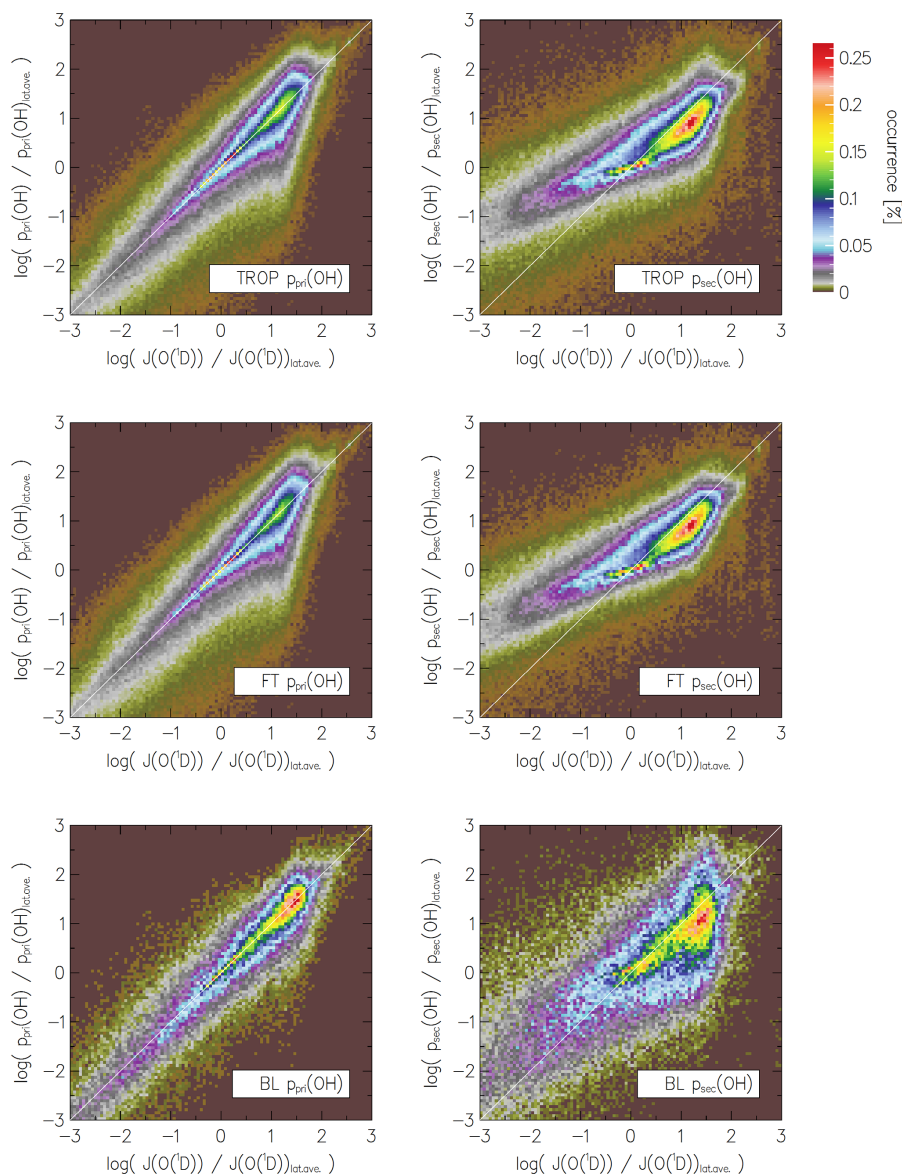 3
2
1
0
−1
−2
−3
log( p_pri(OH) / p_pri(OH)_lat.ave. )
TROP p_pri(OH)
−3 −2 −1 0 1 2 3
log( J(O(¹D) / J(O(¹D))_lat.ave. )
3
2
1
0
−1
−2
−3
log( p_sec(OH) / p_sec(OH)_lat.ave. )
TROP p_sec(OH)
−3 −2 −1 0 1 2 3
log( J(O(¹D) / J(O(¹D))_lat.ave. )
0.25
0.20
0.15
0.10
0.05
0
occurrence [%]
3
2
1
0
−1
−2
−3
log( p_pri(OH) / p_pri(OH)_lat.ave. )
FT p_pri(OH)
−3 −2 −1 0 1 2 3
log( J(O(¹D) / J(O(¹D))_lat.ave. )
3
2
1
0
−1
−2
−3
log( p_sec(OH) / p_sec(OH)_lat.ave. )
FT p_sec(OH)
−3 −2 −1 0 1 2 3
log( J(O(¹D) / J(O(¹D))_lat.ave. )
3
2
1
0
−1
−2
−3
log( p_pri(OH) / p_pri(OH)_lat.ave. )
BL p_pri(OH)
−3 −2 −1 0 1 2 3
log( J(O(¹D) / J(O(¹D))_lat.ave. )
3
2
1
0
−1
−2
−3
log( p_sec(OH) / p_sec(OH)_lat.ave. )
BL p_sec(OH)
−3 −2 −1 0 1 2 3
log( J(O(¹D) / J(O(¹D))_lat.ave. )